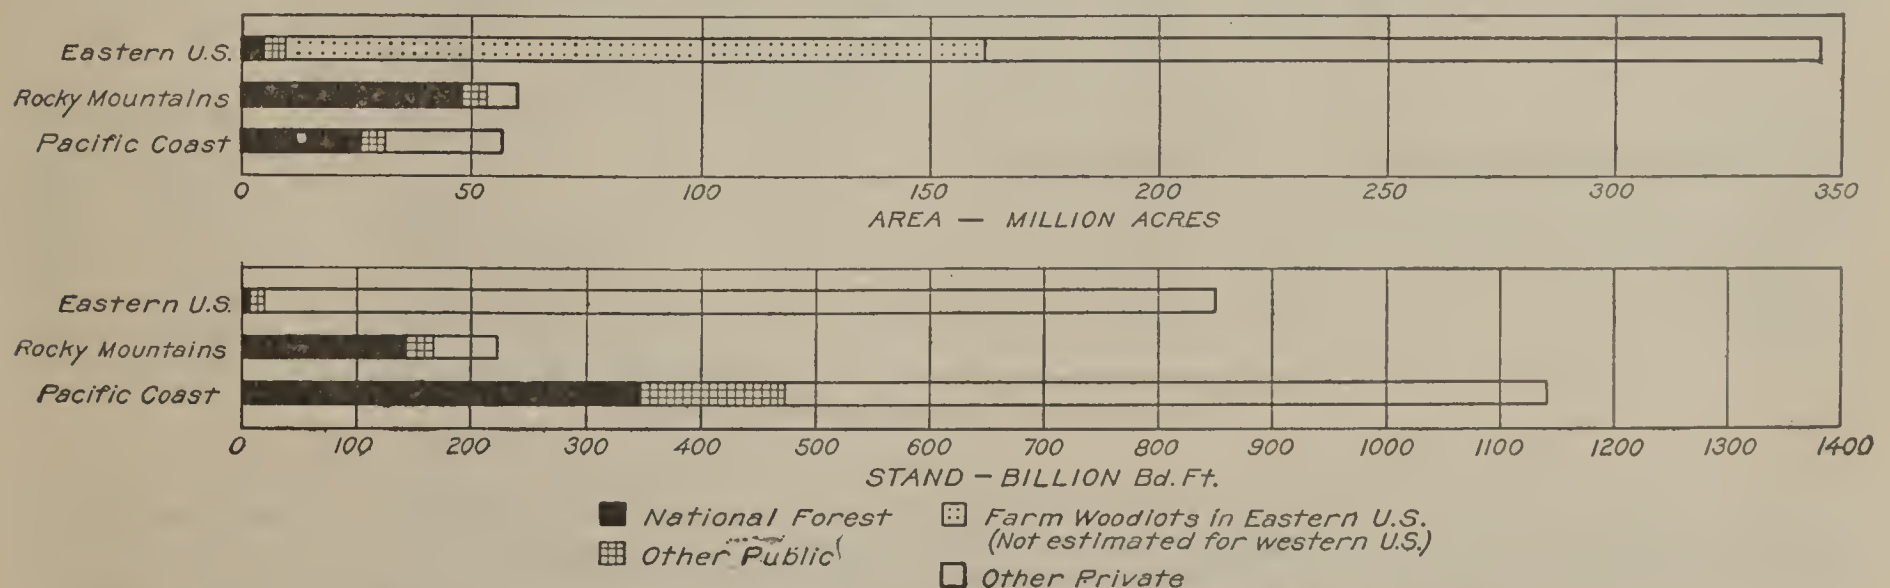 Eastern U.S.
Rocky Mountains
Pacific Coast
0 50 100 150 200 250 300 350
AREA — MILLION ACRES
Eastern U.S.
Rocky Mountains
Pacific Coast
0 100 200 300 400 500 600 700 800 900 1000 1100 1200 1300 1400
STAND — BILLION Bd. Ft.
National Forest
Other Public
Farm Woodlots in Eastern U.S.
(Not estimated for western U.S.)
Other Private